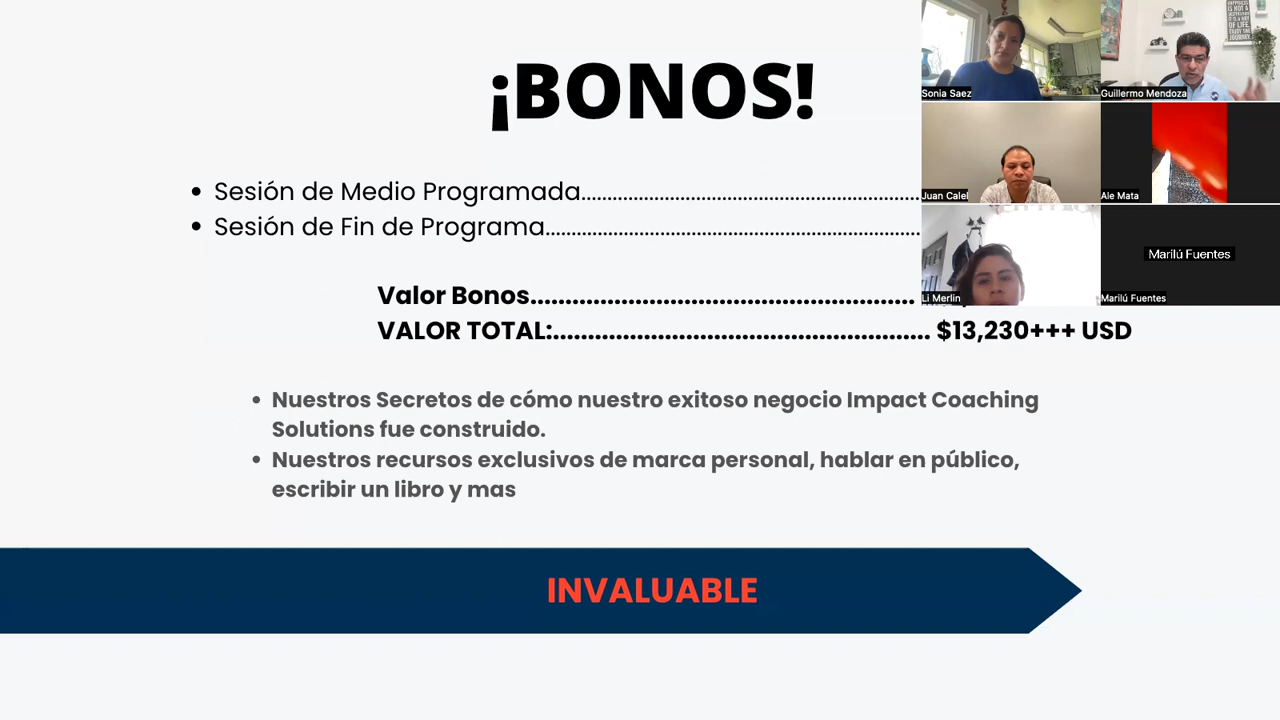 ¡BONOS!
Sesión de Medio Programada........................................................
Sesión de Fin de Programa..............................................................
Valor Bonos......................................................
VALOR TOTAL:..................................................... $13,230+++ USD
Nuestros Secretos de cómo nuestro exitoso negocio Impact Coaching
Solutions fue construido.
Nuestros recursos exclusivos de marca personal, hablar en público,
escribir un libro y mas
INVALUABLE
Sonia Saez
Guillermo Mendoza
Juan Calel
Ale Mata
Li Merlin
Marilú Fuentes
Marilú Fuentes